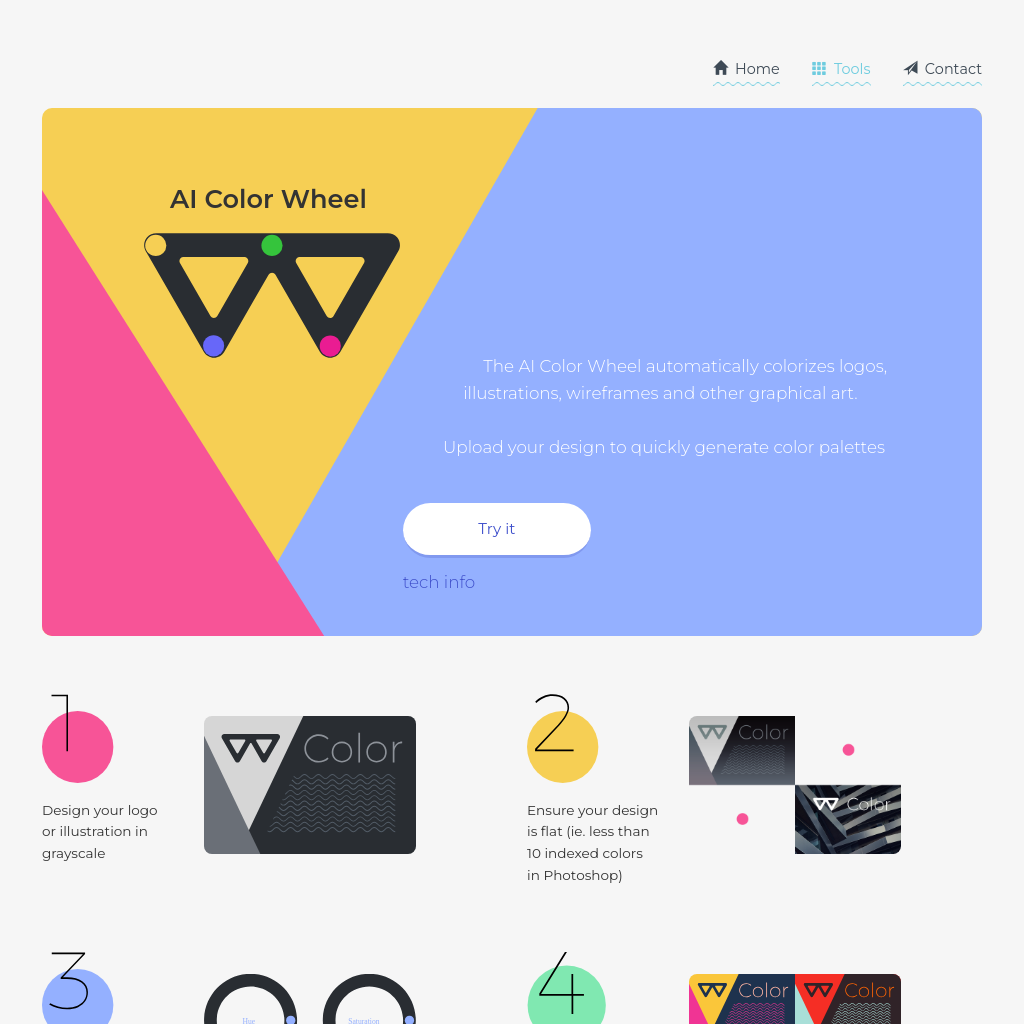 Home Tools Contact
AI Color Wheel
The AI Color Wheel automatically colorizes logos,
illustrations, wireframes and other graphical art.
Upload your design to quickly generate color palettes
Try it
tech info
1
Color
Design your logo
or illustration in
grayscale
2
Color
Color
Ensure your design
is flat (ie. less than
10 indexed colors
in Photoshop)
3
Hue
Saturation
4
Color
Color